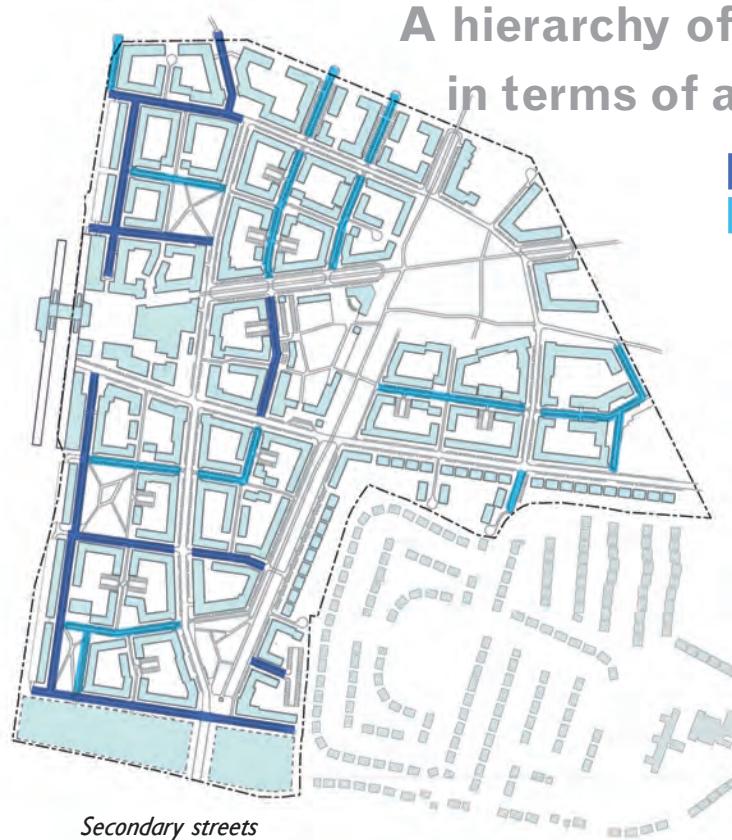 A hierarchy of
in terms of a
Secondary streets